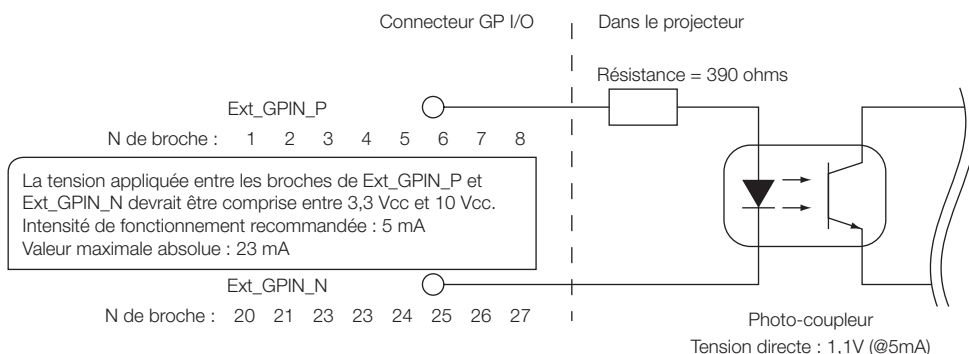 Connecteur GP I/O
Dans le projecteur
Résistance = 390 ohms
Ext_GPIN_P
N de broche : 1 2 3 4 5 6 7 8
La tension appliquée entre les broches de Ext_GPIN_P et
Ext_GPIN_N devrait être comprise entre 3,3 Vcc et 10 Vcc.
Intensité de fonctionnement recommandée : 5 mA
Valeur maximale absolue : 23 mA
Ext_GPIN_N
N de broche : 20 21 23 23 24 25 26 27
Photo-coupleur
Tension directe : 1,1V (@5mA)